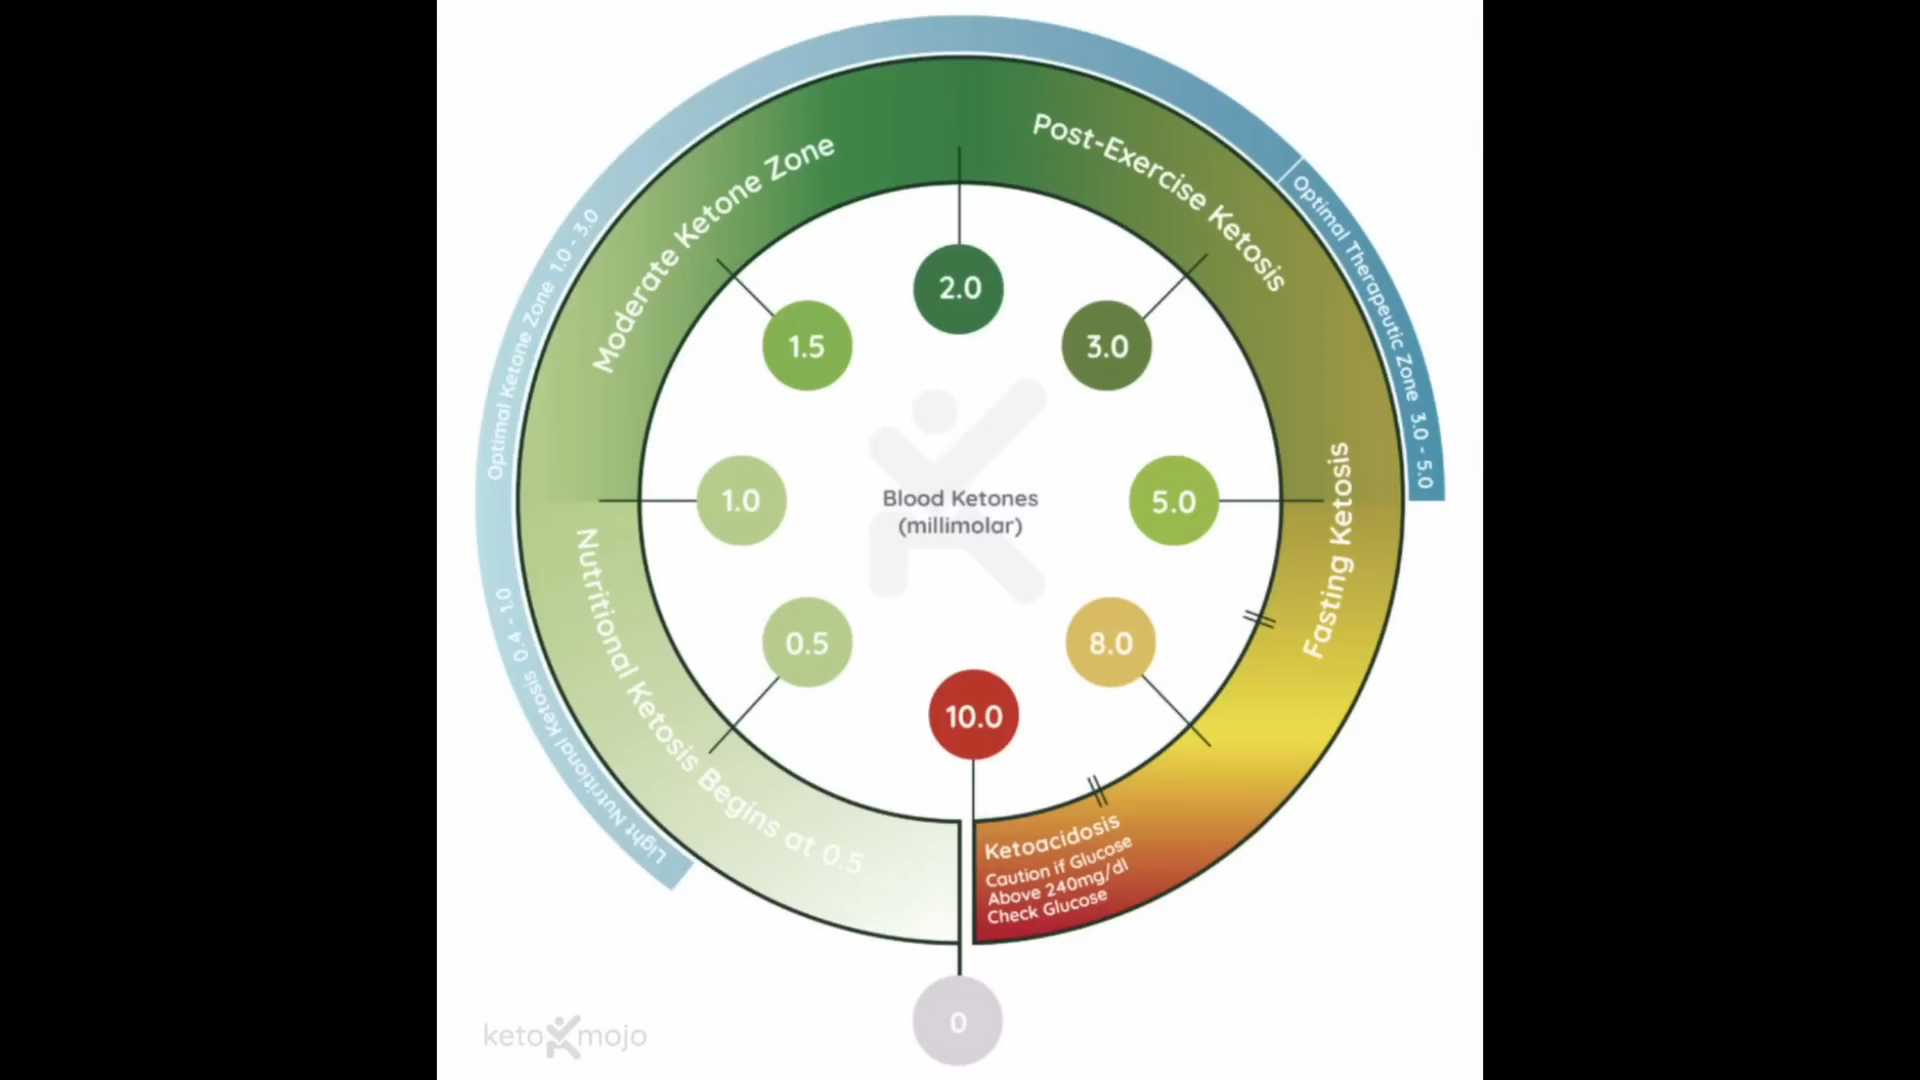 Optimal Ketone Zone 1.0 - 3.0
Optimal Therapeutic Zone 3.0 - 5.0
Light Nutritional Ketosis 0.4 - 1.0
Moderate Ketone Zone
Post-Exercise Ketosis
Fasting Ketosis
Nutritional Ketosis Begins at 0.5
Ketoacidosis
Caution if Glucose
Above 240mg/dl
Check Glucose
2.0
1.5
3.0
1.0
5.0
Blood Ketones
(millimolar)
0.5
8.0
10.0
0
keto mojo